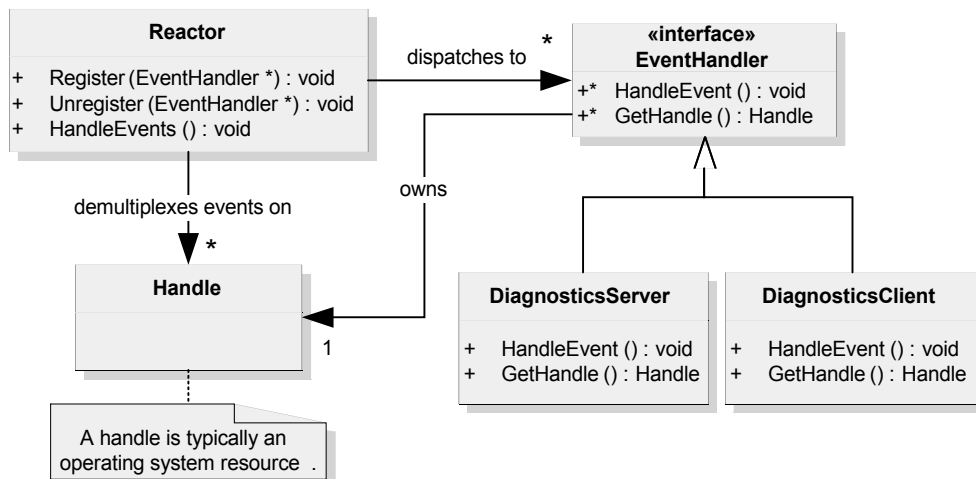 Reactor
+ Register (EventHandler *) : void
+ Unregister (EventHandler *) : void
+ HandleEvents () : void
dispatches to
*
«interface»
EventHandler
+* HandleEvent () : void
+* GetHandle () : Handle
owns
demultiplexes events on
*
Handle
1
DiagnosticsServer
+ HandleEvent () : void
+ GetHandle () : Handle
DiagnosticsClient
+ HandleEvent () : void
+ GetHandle () : Handle
A handle is typically an
operating system resource .